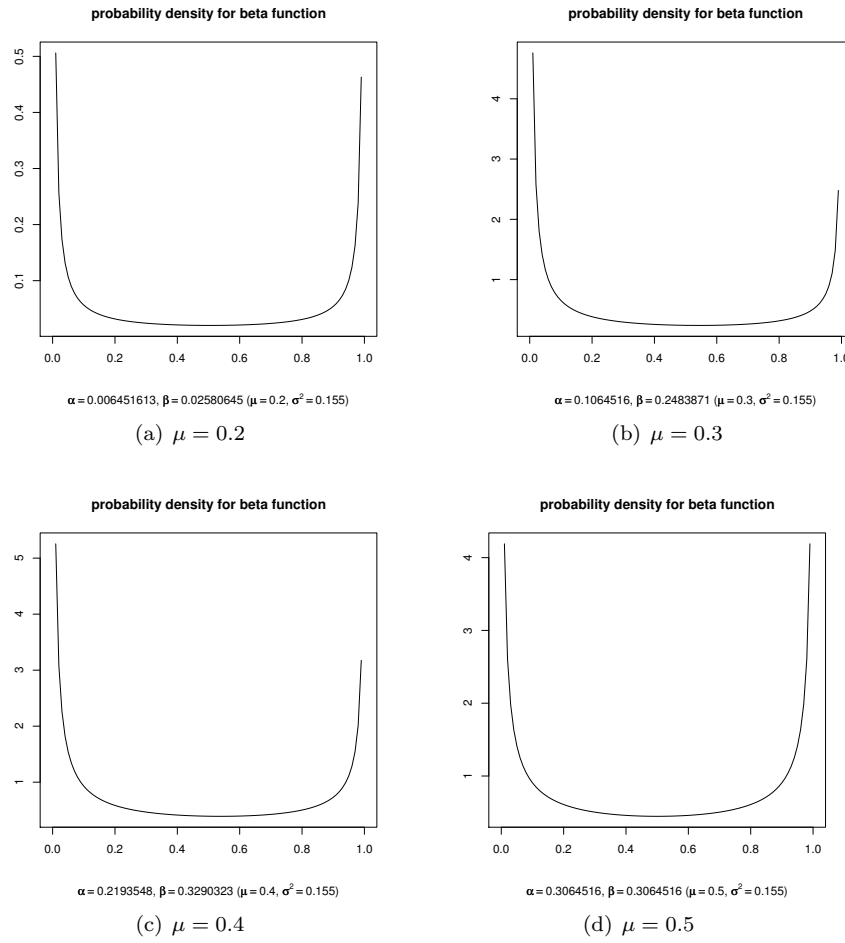 probability density for beta function
0.5
0.4
0.3
0.2
0.1
0.0 0.2 0.4 0.6 0.8 1.0
α = 0.006451613, β = 0.02580645 (μ = 0.2, σ² = 0.155)
(a) μ = 0.2
probability density for beta function
4
3
2
1
0.0 0.2 0.4 0.6 0.8 1.0
α = 0.1064516, β = 0.2483871 (μ = 0.3, σ² = 0.155)
(b) μ = 0.3
probability density for beta function
5
4
3
2
1
0.0 0.2 0.4 0.6 0.8 1.0
α = 0.2193548, β = 0.3290323 (μ = 0.4, σ² = 0.155)
(c) μ = 0.4
probability density for beta function
4
3
2
1
0.0 0.2 0.4 0.6 0.8 1.0
α = 0.3064516, β = 0.3064516 (μ = 0.5, σ² = 0.155)
(d) μ = 0.5